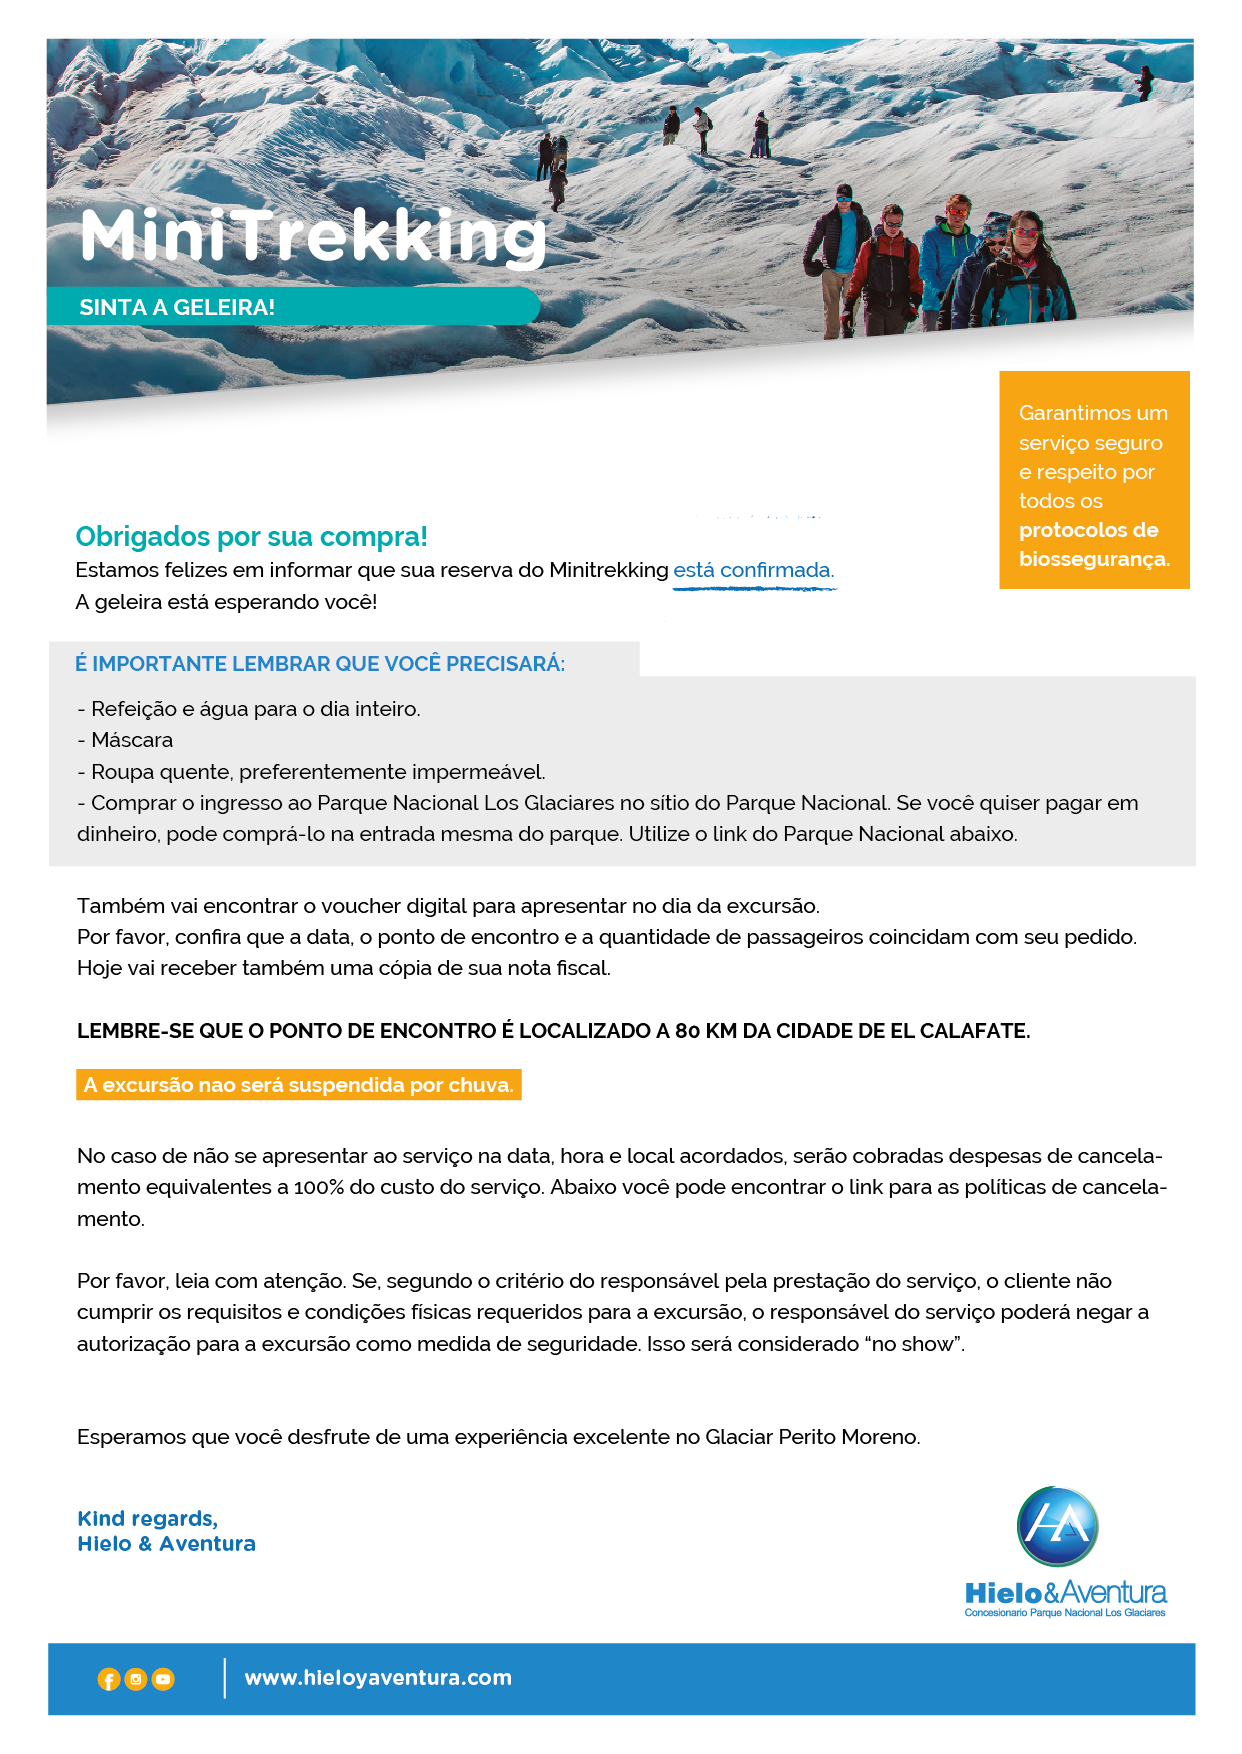 MiniTrekking
SINTA A GELEIRA!
Garantimos um
serviço seguro
e respeito por
todos os
protocolos de
biossegurança.
Obrigados por sua compra!
Estamos felizes em informar que sua reserva do Minitrekking está confirmada.
A geleira está esperando você!
É IMPORTANTE LEMBRAR QUE VOCÊ PRECISARÁ:
- Refeição e água para o dia inteiro.
- Máscara
- Roupa quente, preferentemente impermeável.
- Comprar o ingresso ao Parque Nacional Los Glaciares no sítio do Parque Nacional. Se você quiser pagar em
dinheiro, pode comprá-lo na entrada mesma do parque. Utilize o link do Parque Nacional abaixo.
Também vai encontrar o voucher digital para apresentar no dia da excursão.
Por favor, confira que a data, o ponto de encontro e a quantidade de passageiros coincidam com seu pedido.
Hoje vai receber também uma cópia de sua nota fiscal.
LEMBRE-SE QUE O PONTO DE ENCONTRO É LOCALIZADO A 80 KM DA CIDADE DE EL CALAFATE.
A excursão nao será suspendida por chuva.
No caso de não se apresentar ao serviço na data, hora e local acordados, serão cobradas despesas de cancela-
mento equivalentes a 100% do custo do serviço. Abaixo você pode encontrar o link para as políticas de cancela-
mento.
Por favor, leia com atenção. Se, segundo o critério do responsável pela prestação do serviço, o cliente não
cumprir os requisitos e condições físicas requeridos para a excursão, o responsável do serviço poderá negar a
autorização para a excursão como medida de seguridade. Isso será considerado “no show”.
Esperamos que você desfrute de uma experiência excelente no Glaciar Perito Moreno.
Kind regards,
Hielo & Aventura
HA
Hielo&Aventura
Concesionario Parque Nacional Los Glaciares
www.hieloyaventura.com